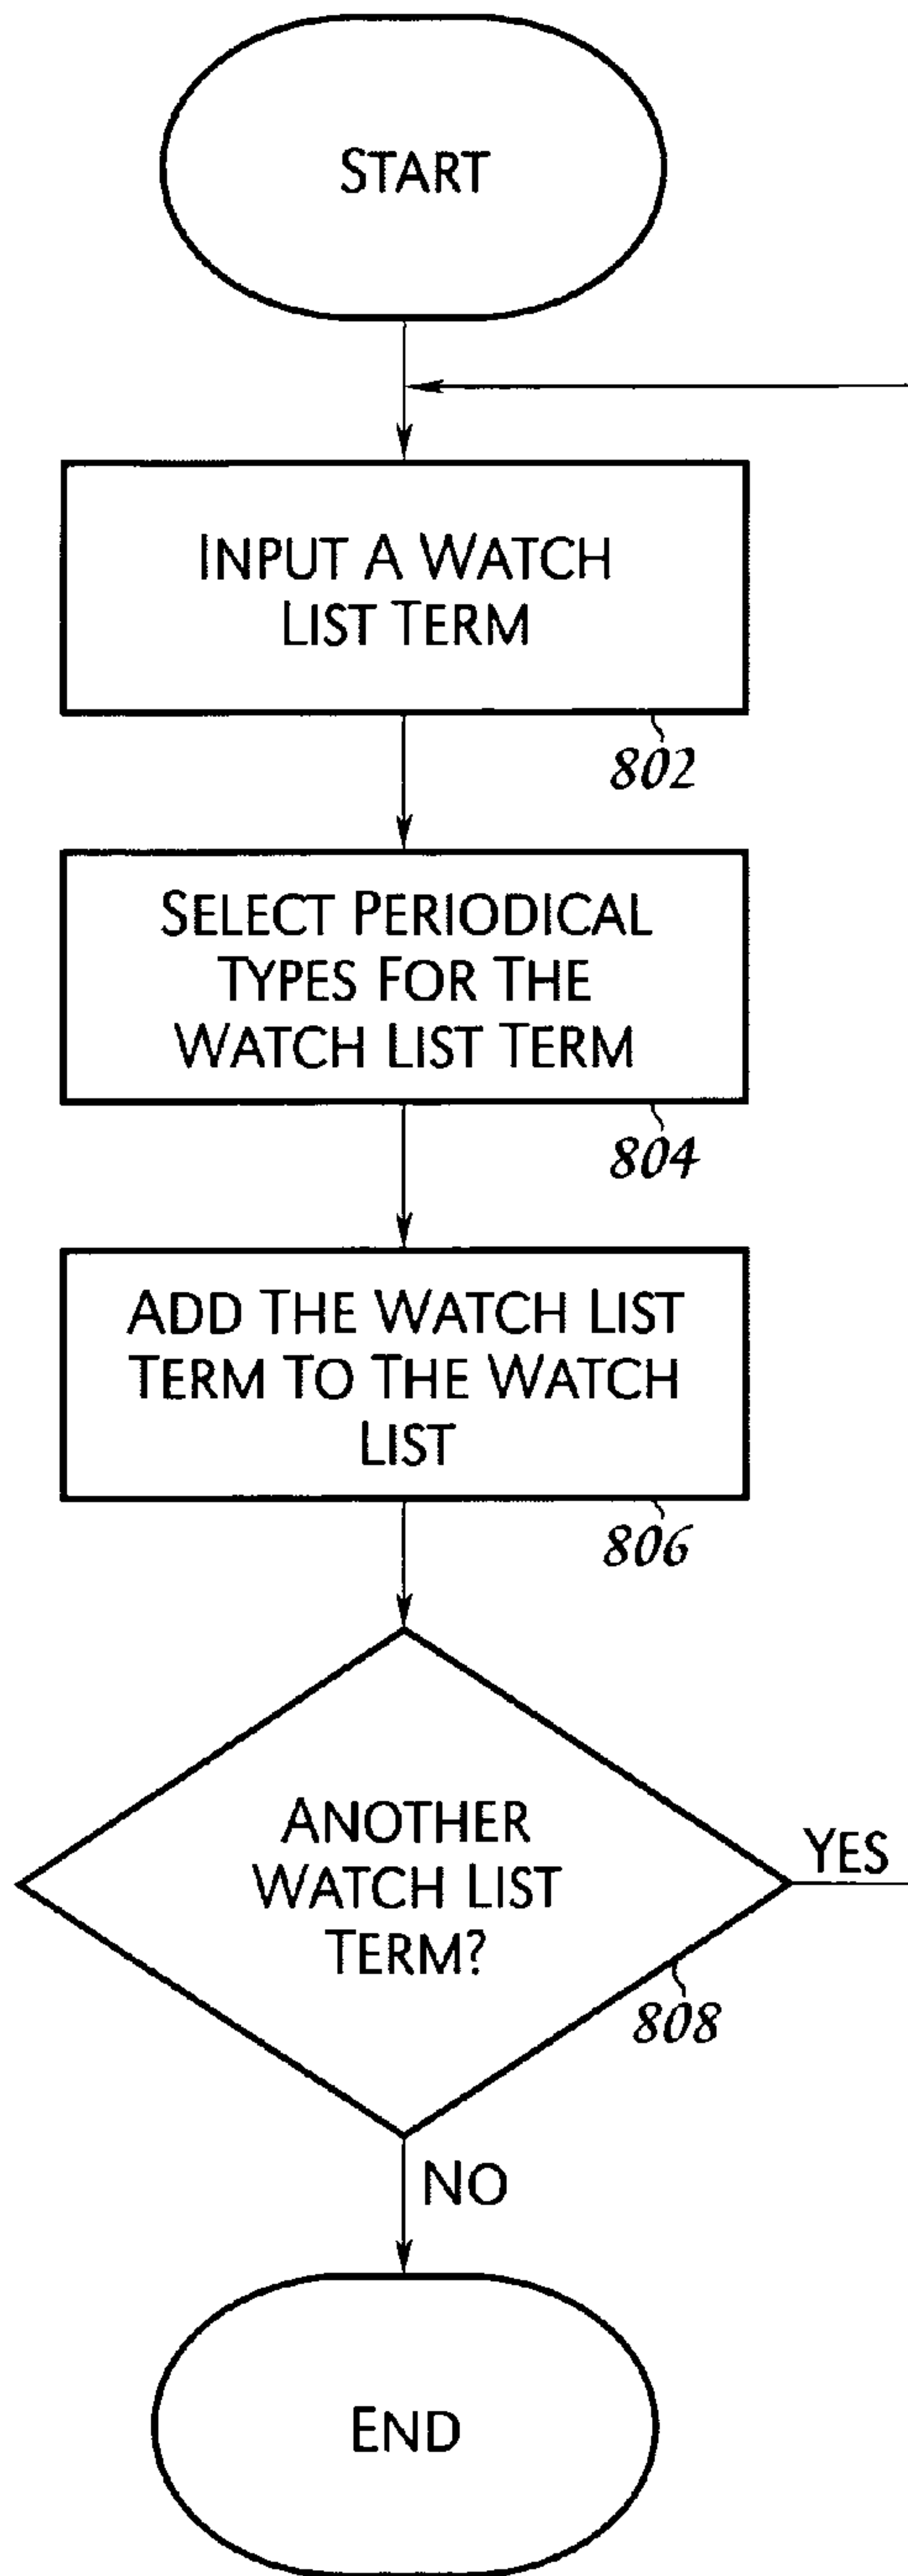 START
INPUT A WATCH
LIST TERM
802
SELECT PERIODICAL
TYPES FOR THE
WATCH LIST TERM
804
ADD THE WATCH LIST
TERM TO THE WATCH
LIST
806
ANOTHER
WATCH LIST
TERM?
YES
808
NO
END